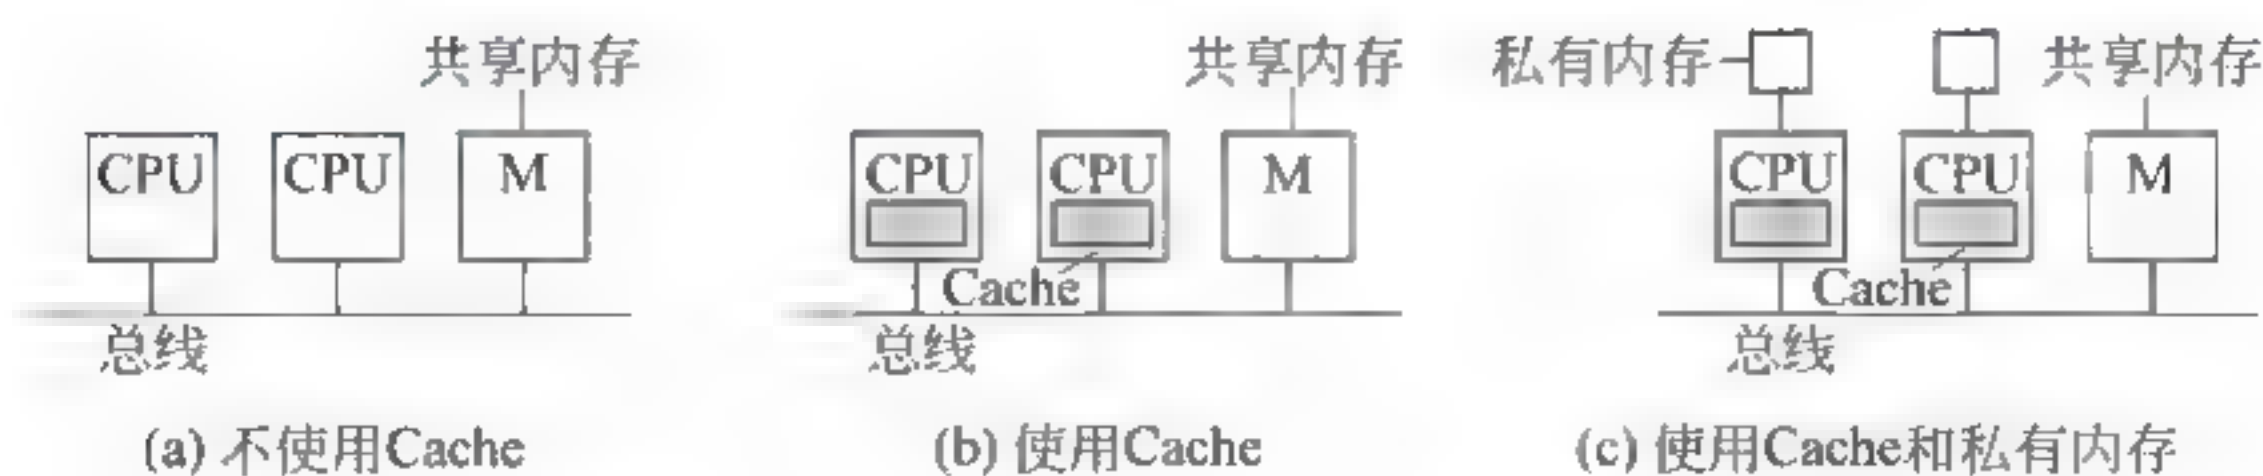 共享内存
CPU
CPU
M
总线
(a) 不使用Cache
共享内存
CPU
CPU
M
Cache
总线
(b) 使用Cache
私有内存
共享内存
CPU
CPU
M
Cache
总线
(c) 使用Cache和私有内存